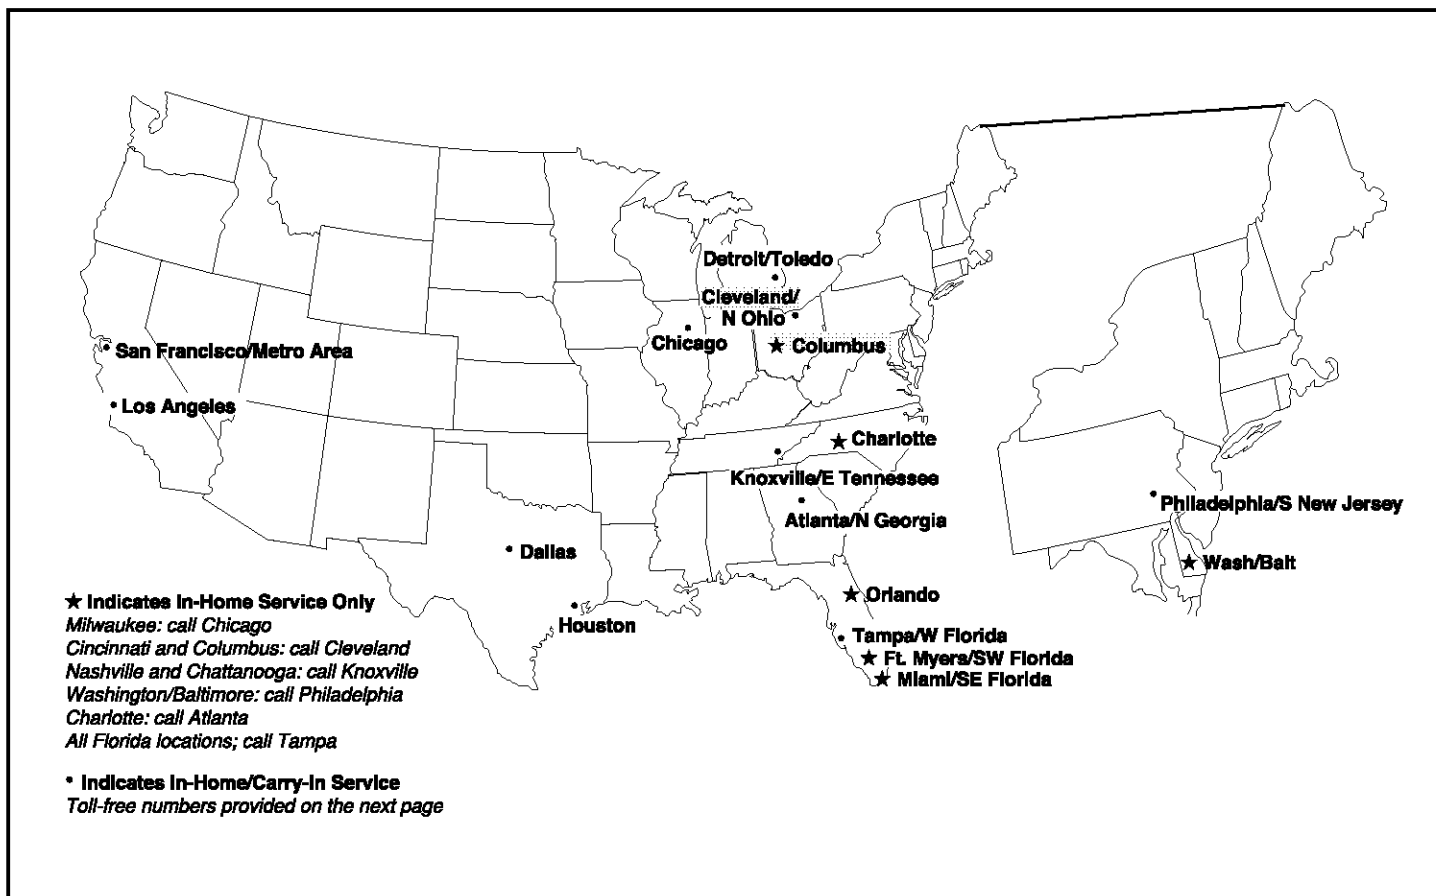 Detroit/Toledo
Cleveland/
N Ohio
Chicago
Columbus
San Francisco/Metro Area
Los Angeles
Charlotte
Knoxville/E Tennessee
Atlanta/N Georgia
Philadelphia/S New Jersey
Dallas
Wash/Balt
Orlando
Houston
Tampa/W Florida
Ft. Myers/SW Florida
Miami/SE Florida
★ Indicates In-Home Service Only
Milwaukee: call Chicago
Cincinnati and Columbus: call Cleveland
Nashville and Chattanooga: call Knoxville
Washington/Baltimore: call Philadelphia
Charlotte: call Atlanta
All Florida locations; call Tampa
• Indicates In-Home/Carry-In Service
Toll-free numbers provided on the next page